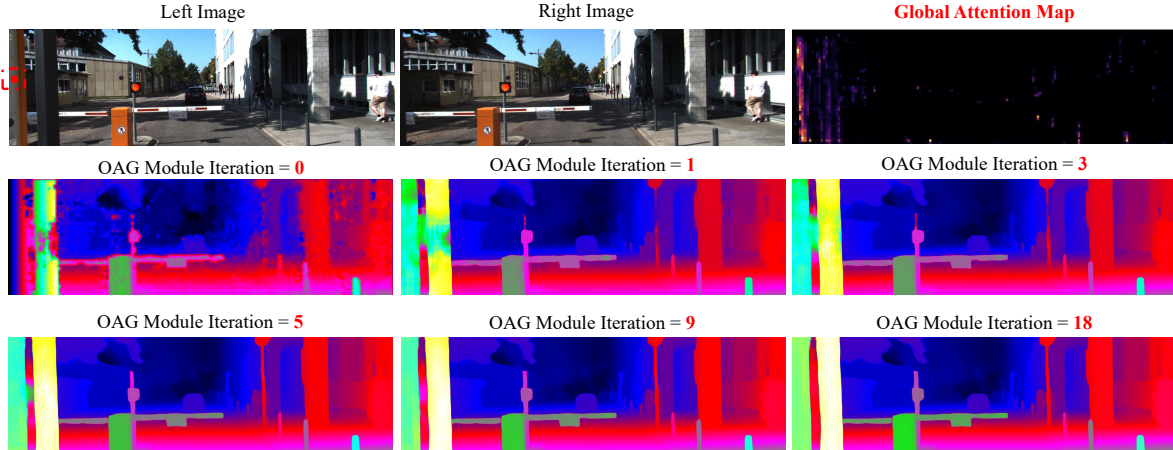 Left Image
Right Image
Global Attention Map
OAG Module Iteration = 0
OAG Module Iteration = 1
OAG Module Iteration = 3
OAG Module Iteration = 5
OAG Module Iteration = 9
OAG Module Iteration = 18